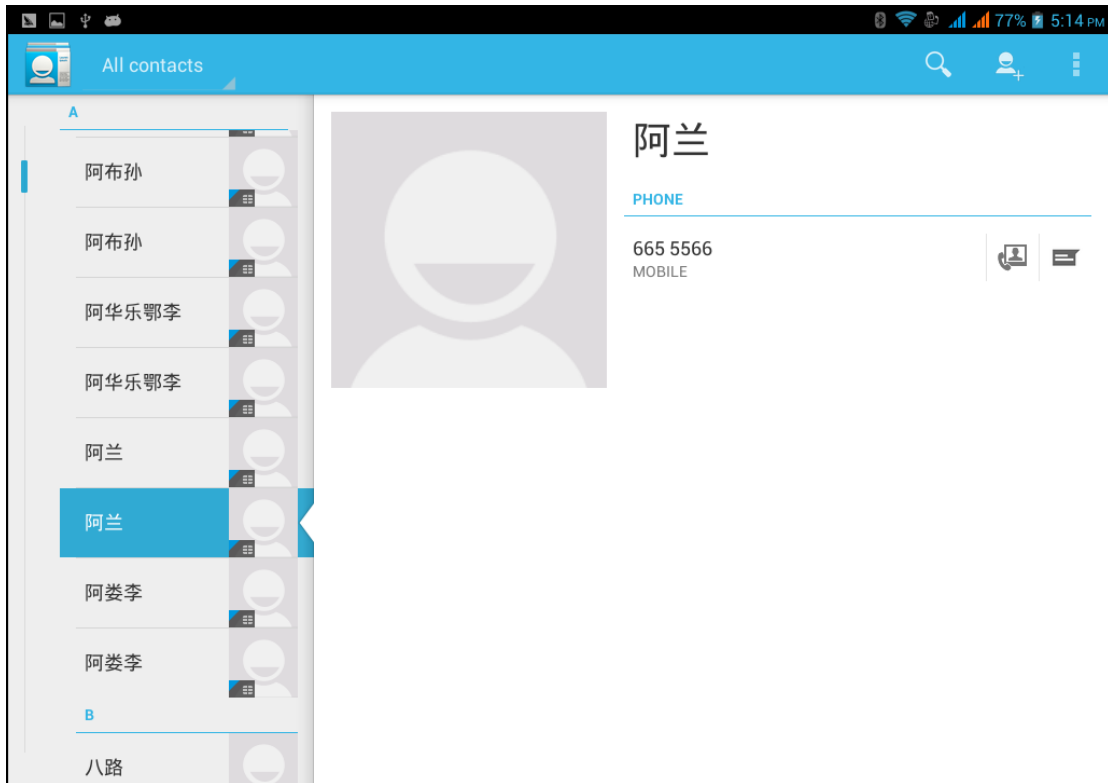 77% 5:14 PM
All contacts
A
阿布孙
阿布孙
阿华乐鄂李
阿华乐鄂李
阿兰
阿兰
阿娄李
阿娄李
B
八路
阿兰
PHONE
665 5566
MOBILE